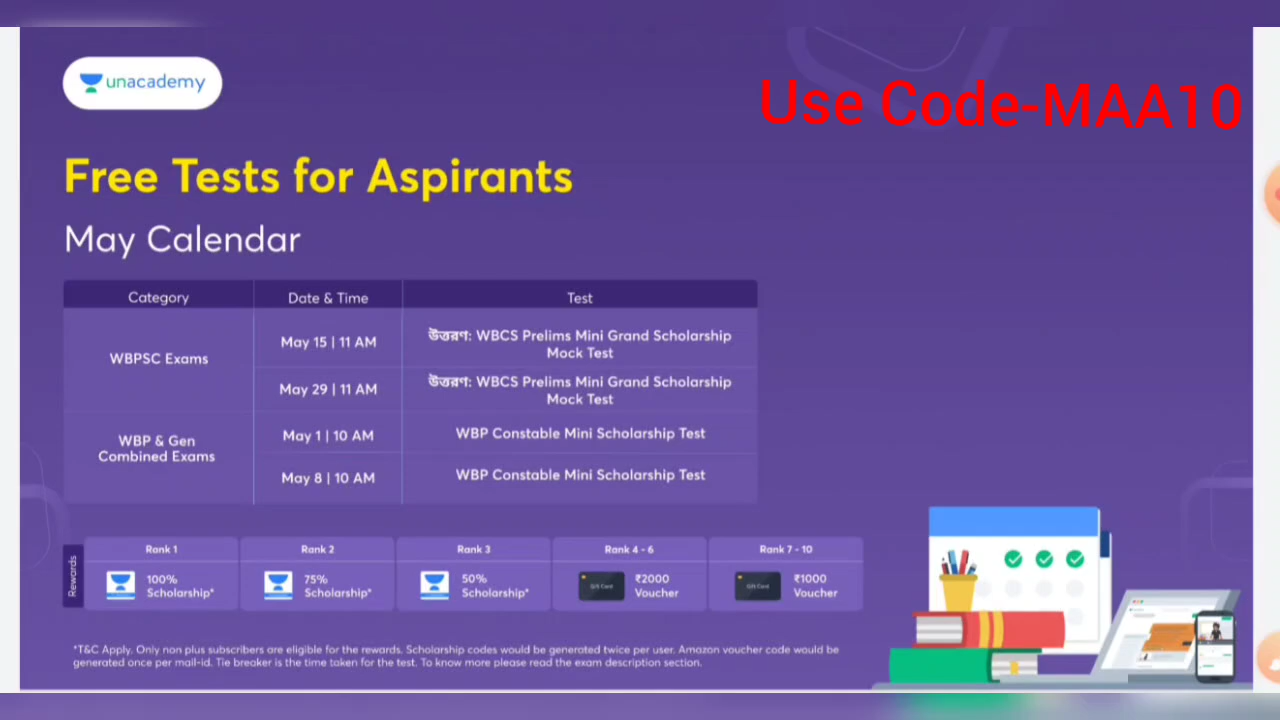 unacademy
Use Code-MAA10
Free Tests for Aspirants
May Calendar
Category
Date & Time
Test
WBPSC Exams
May 15 | 11 AM
উত্তরণ: WBCS Prelims Mini Grand Scholarship
Mock Test
May 29 | 11 AM
উত্তরণ: WBCS Prelims Mini Grand Scholarship
Mock Test
WBP & Gen
Combined Exams
May 1 | 10 AM
WBP Constable Mini Scholarship Test
May 8 | 10 AM
WBP Constable Mini Scholarship Test
Rewards
Rank 1
100%
Scholarship*
Rank 2
75%
Scholarship*
Rank 3
50%
Scholarship*
Rank 4 - 6
Gift Card
₹2000
Voucher
Rank 7 - 10
Gift Card
₹1000
Voucher
*T&C Apply. Only non plus subscribers are eligible for the rewards. Scholarship codes would be generated twice per user. Amazon voucher code would be
generated once per mail-id. Tie breaker is the time taken for the test. To know more please read the exam description section.